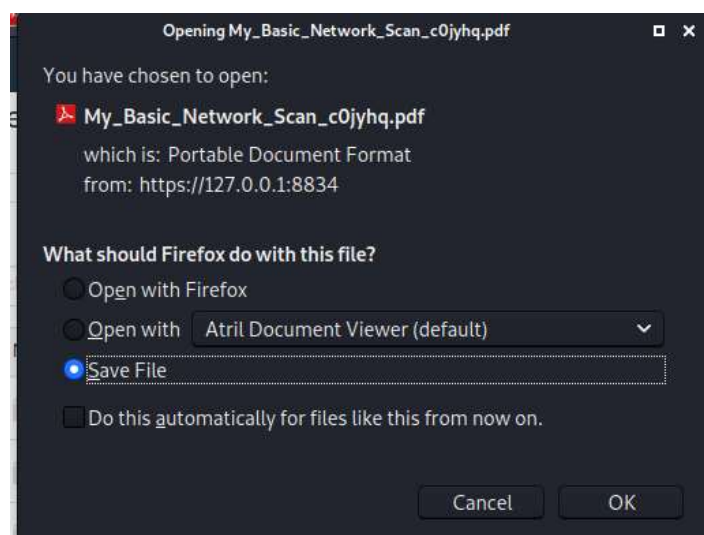 Opening My_Basic_Network_Scan_c0jyhq.pdf
You have chosen to open:
My_Basic_Network_Scan_c0jyhq.pdf
which is: Portable Document Format
from: https://127.0.0.1:8834
What should Firefox do with this file?
Open with Firefox
Open with Atril Document Viewer (default)
Save File
Do this automatically for files like this from now on.
Cancel OK